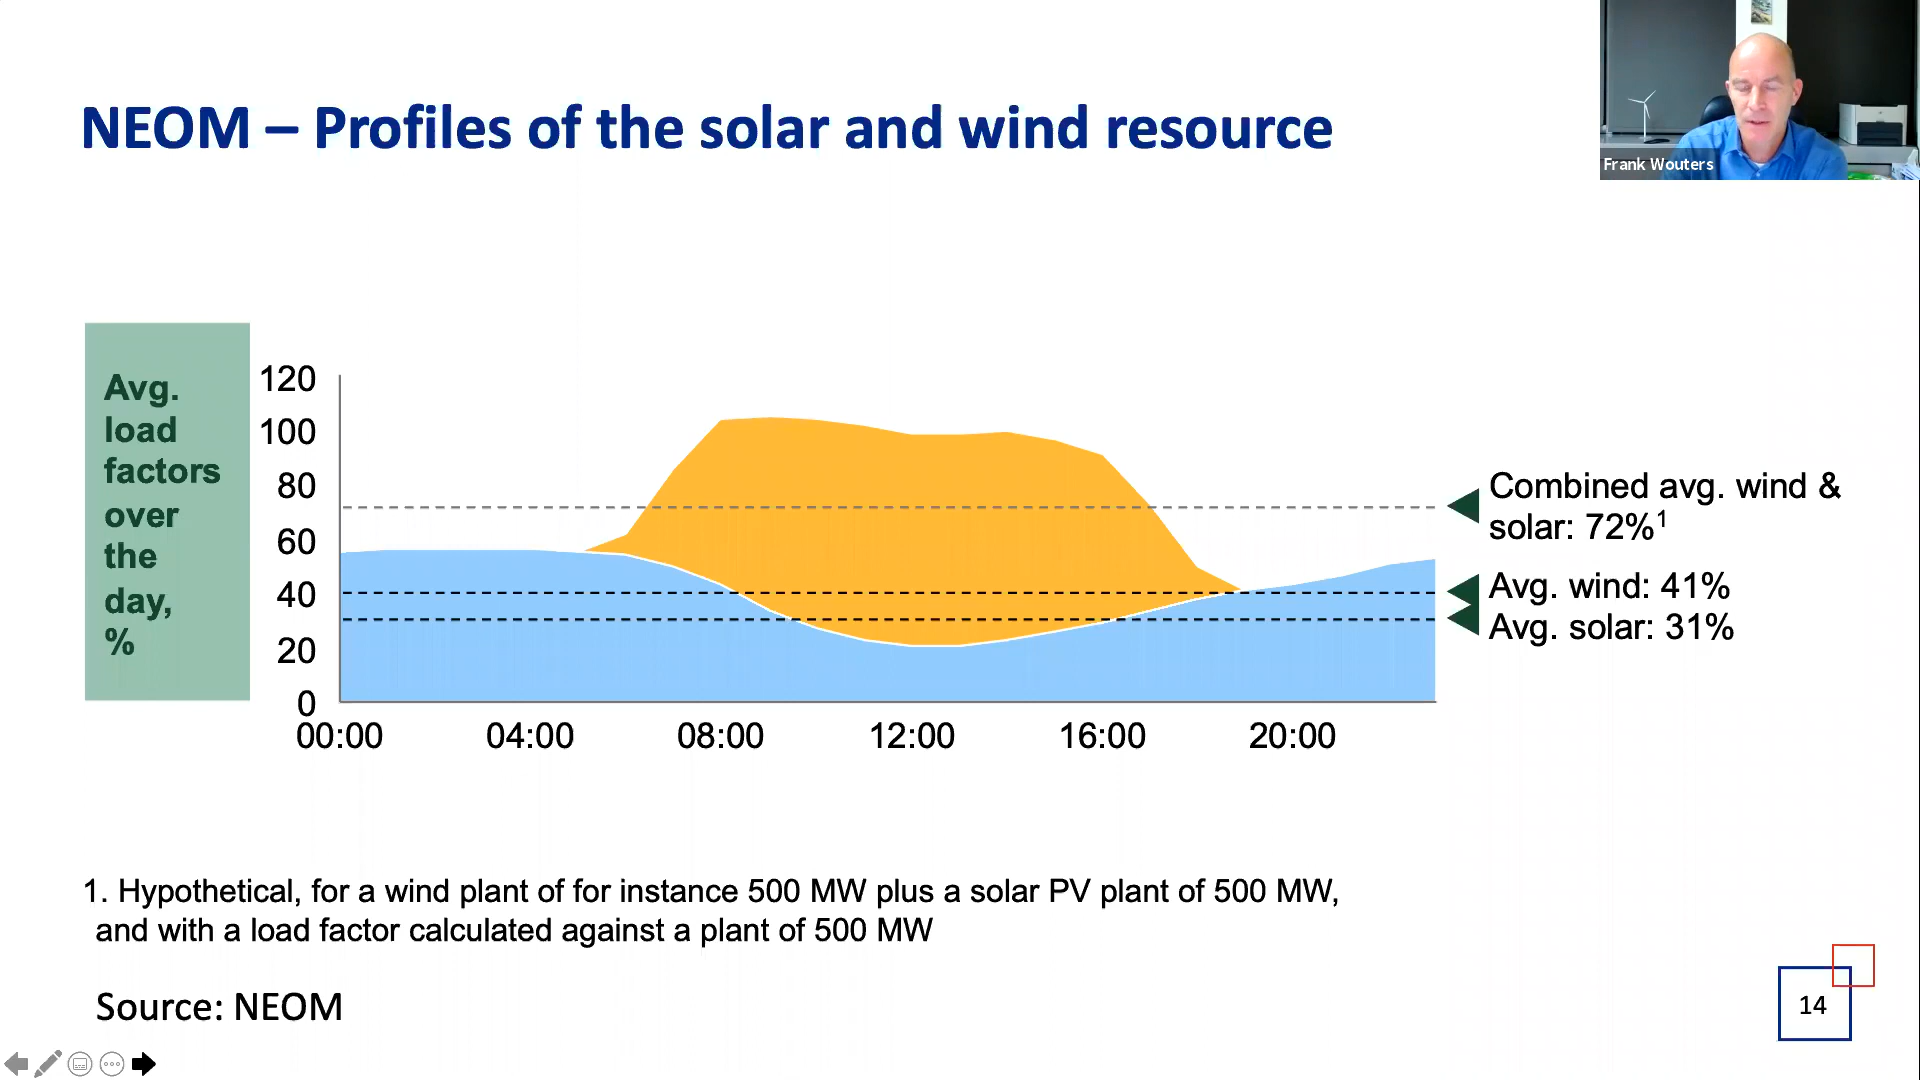 NEOM – Profiles of the solar and wind resource
Frank Wouters
Avg.
load
factors
over
the
day,
%
120
100
80
60
40
20
0
00:00 04:00 08:00 12:00 16:00 20:00
Combined avg. wind &
solar: 72%¹
Avg. wind: 41%
Avg. solar: 31%
1. Hypothetical, for a wind plant of for instance 500 MW plus a solar PV plant of 500 MW,
and with a load factor calculated against a plant of 500 MW
Source: NEOM
14